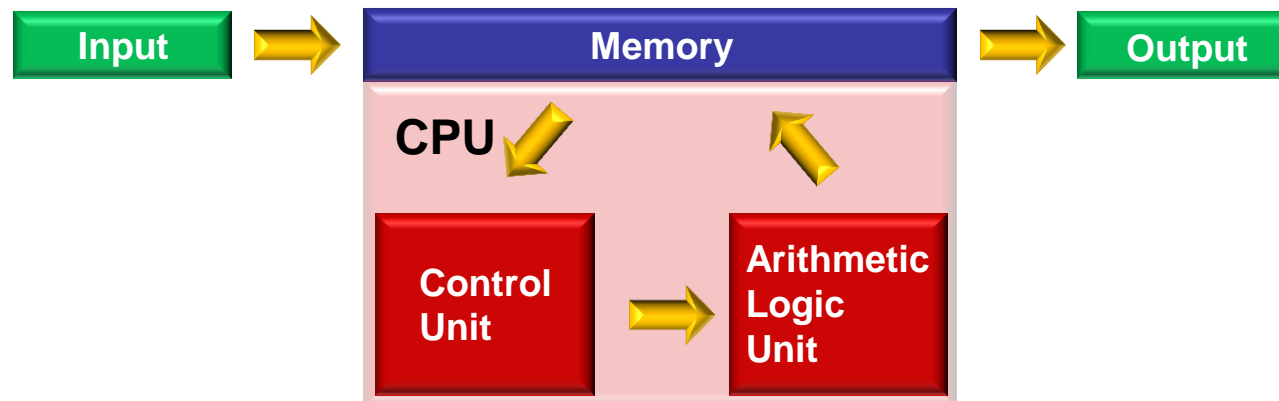 Input
Memory
Output
CPU
Control
Unit
Arithmetic
Logic
Unit